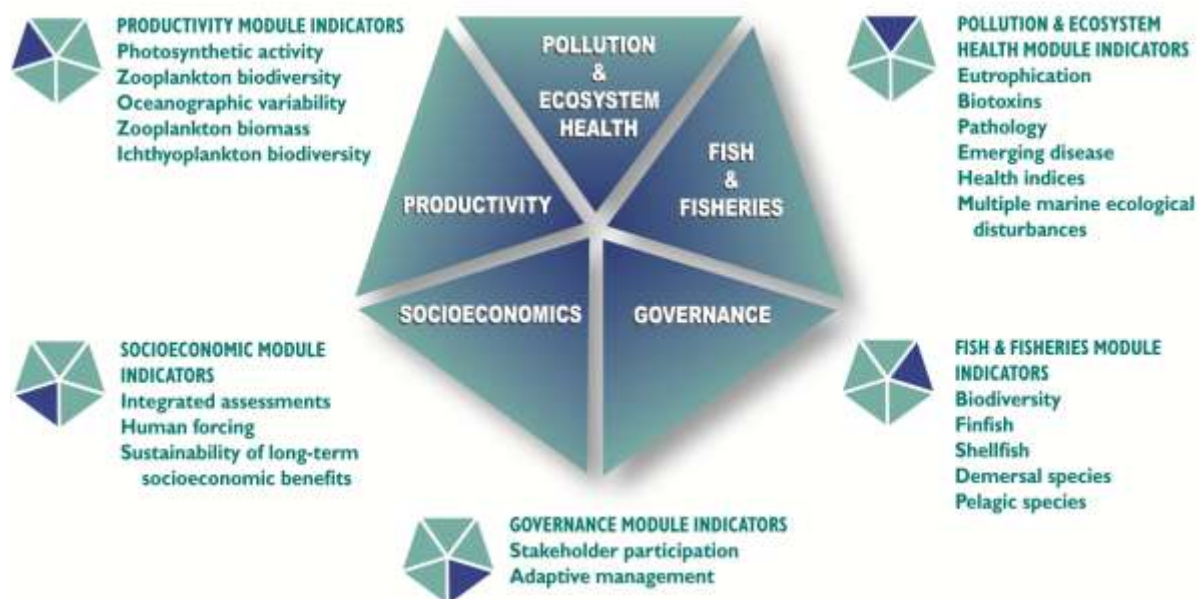 PRODUCTIVITY MODULE INDICATORS
Photosynthetic activity
Zooplankton biodiversity
Oceanographic variability
Zooplankton biomass
Ichthyoplankton biodiversity
POLLUTION
&
ECOSYSTEM
HEALTH
FISH
&
FISHERIES
PRODUCTIVITY
SOCIOECONOMICS
GOVERNANCE
POLLUTION & ECOSYSTEM
HEALTH MODULE INDICATORS
Eutrophication
Biotoxins
Pathology
Emerging disease
Health indices
Multiple marine ecological
disturbances
SOCIOECONOMIC MODULE
INDICATORS
Integrated assessments
Human forcing
Sustainability of long-term
socioeconomic benefits
FISH & FISHERIES MODULE
INDICATORS
Biodiversity
Finfish
Shellfish
Demersal species
Pelagic species
GOVERNANCE MODULE INDICATORS
Stakeholder participation
Adaptive management